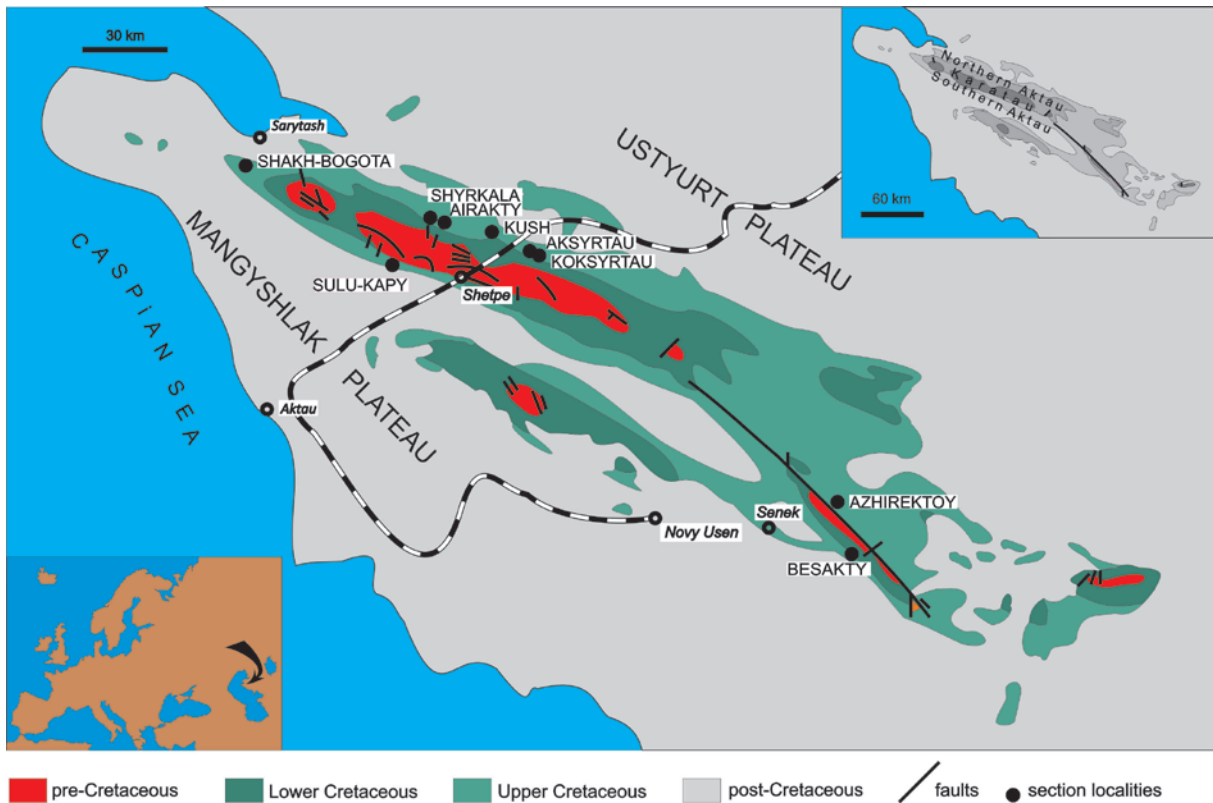 30 km
Sarytash
SHAKH-BOGOTA
SHYRKALA
AIRAKTY
KUSH
AKSYRTAU
KOKSYRTAU
SULU-KAPY
Shetpe
USTYURT
PLATEAU
MANGYSHLAK
PLATEAU
CASPiAN SEA
Aktau
Novy Usen
Senek
AZHIREKTOY
BESAKTY
Northern Aktau
Karatau
Southern Aktau
60 km
pre-Cretaceous
Lower Cretaceous
Upper Cretaceous
post-Cretaceous
faults
section localities